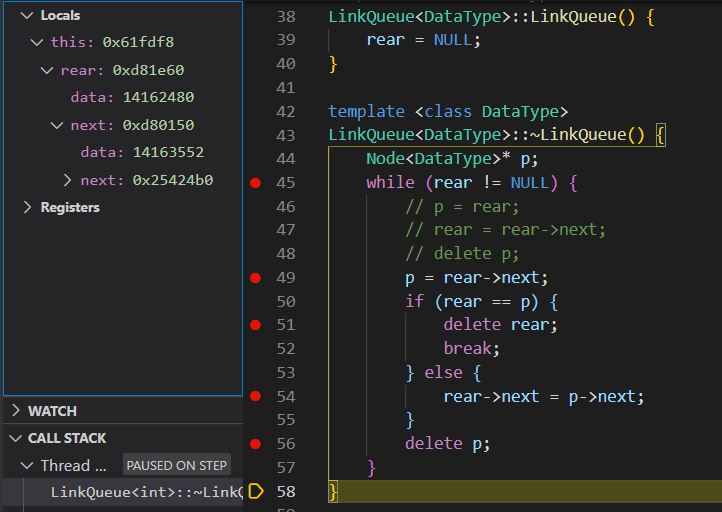 Locals
this: 0x61fdf8
rear: 0xd81e60
data: 14162480
next: 0xd80150
data: 14163552
next: 0x25424b0
Registers
WATCH
CALL STACK
Thread ... PAUSED ON STEP
LinkQueue<int>::~LinkQ
38 LinkQueue<DataType>::LinkQueue() {
39 rear = NULL;
40 }
41
42 template <class DataType>
43 LinkQueue<DataType>::~LinkQueue() {
44 Node<DataType>* p;
45 while (rear != NULL) {
46 // p = rear;
47 // rear = rear->next;
48 // delete p;
49 p = rear->next;
50 if (rear == p) {
51 delete rear;
52 break;
53 } else {
54 rear->next = p->next;
55 }
56 delete p;
57 }
58 }